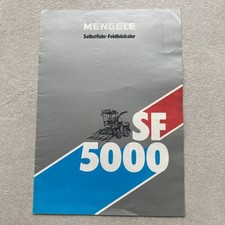 MENGELE
Selbstfahr-Feldhäcksler
SF
5000